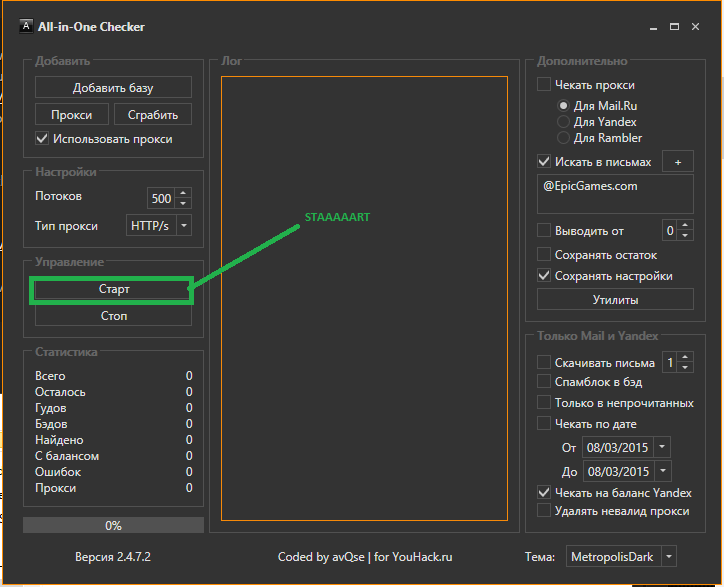 All-in-One Checker
Добавить
Добавить базу
Прокси
Сграбить
Использовать прокси
Настройки
Потоков
500
Тип прокси
HTTP/s
Управление
Старт
Стоп
Статистика
Всего 0
Осталось 0
Гудов 0
Бэдов 0
Найдено 0
С балансом 0
Ошибок 0
Прокси 0
0%
Лог
STAAAAART
Дополнительно
Чекать прокси
Для Mail.Ru
Для Yandex
Для Rambler
Искать в письмах
+
@EpicGames.com
Выводить от
0
Сохранять остаток
Сохранять настройки
Утилиты
Только Mail и Yandex
Скачивать письма
1
Спамблок в бэд
Только в непрочитанных
Чекать по дате
От 08/03/2015
До 08/03/2015
Чекать на баланс Yandex
Удалять невалид прокси
Версия 2.4.7.2
Coded by avQse | for YouHack.ru
Тема: MetropolisDark